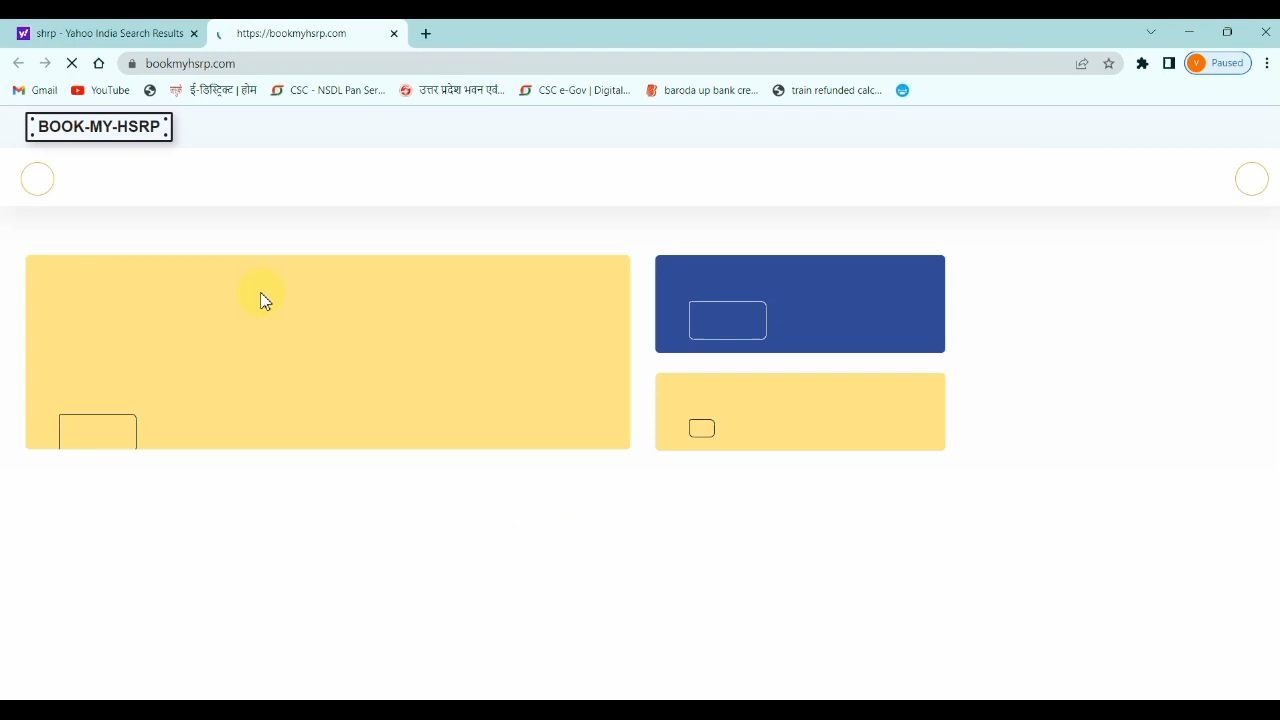 shrp - Yahoo India Search Results
https://bookmyhsrp.com
bookmyhsrp.com
V Paused
Gmail
YouTube
ई-डिस्ट्रिक्ट | होम
CSC - NSDL Pan Ser...
उत्तर प्रदेश भवन एवं...
CSC e-Gov | Digital...
baroda up bank cre...
train refunded calc...
BOOK-MY-HSRP